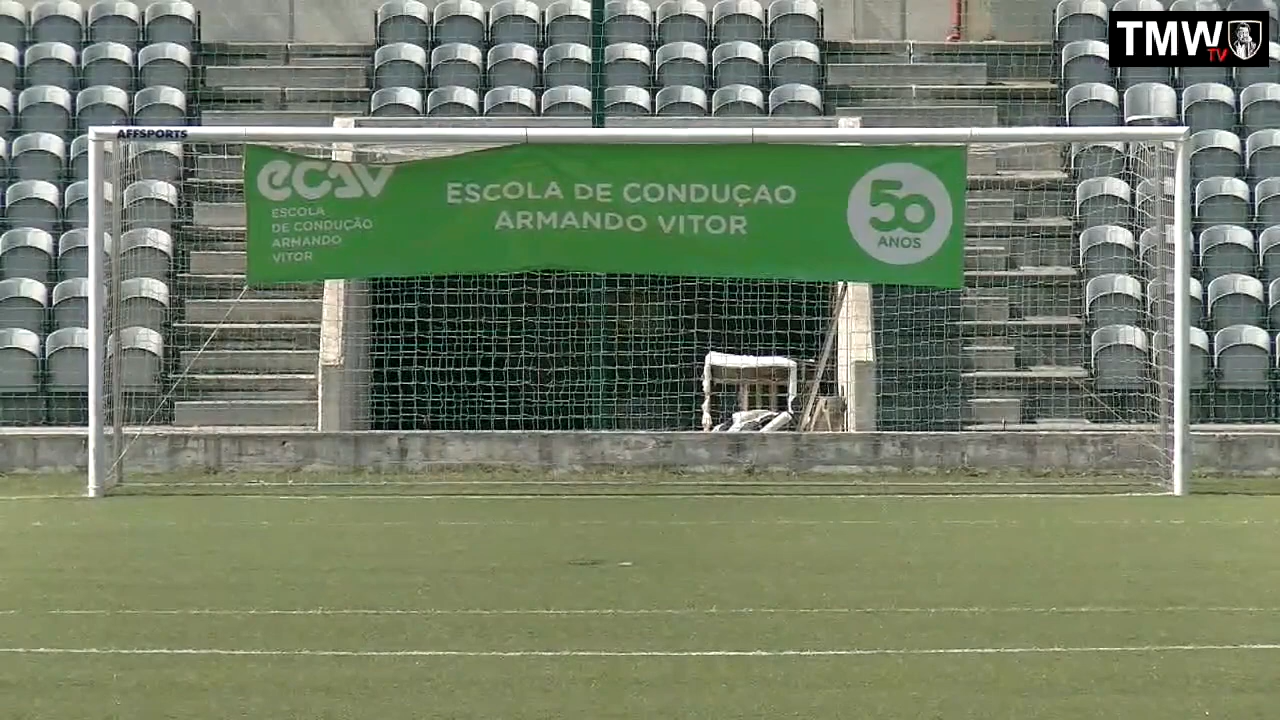 TMW
TV
AFFSPORTS
ecav
ESCOLA
DE CONDUÇÃO
ARMANDO
VITOR
ESCOLA DE CONDUÇAO
ARMANDO VITOR
50
ANOS